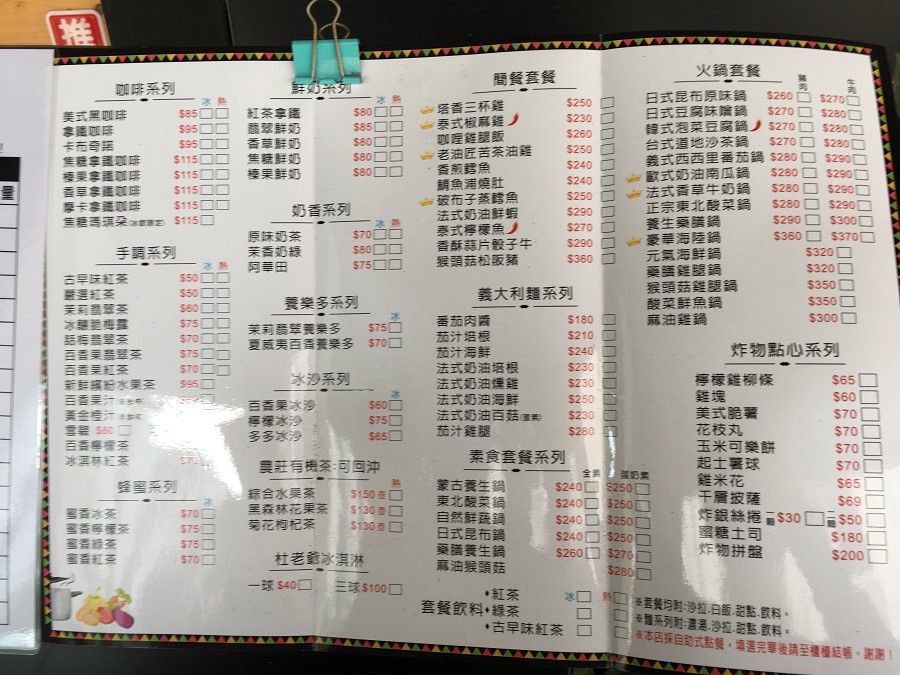 推
量
咖啡系列
冰 熱
美式黑咖啡 $85
拿鐵咖啡 $95
卡布奇諾 $95
焦糖拿鐵咖啡 $115
榛果拿鐵咖啡 $115
香草拿鐵咖啡 $115
摩卡拿鐵咖啡 $115
焦糖瑪琪朵 $115
手調系列
冰 熱
古早味紅茶 $50
嚴選紅茶 $50
茉莉翡翠茶 $60
冰釀脆梅露 $75
話梅翡翠茶 $70
百香果翡翠茶 $75
百香果紅茶 $70
新鮮繽紛水果茶 $95
百香果汁
黃金橙汁
雪碧 $60
百香檸檬茶
冰淇淋紅茶
蜂蜜系列
冰
蜜香冰茶 $70
蜜香檸檬茶 $75
蜜香綠茶 $75
蜜香紅茶 $70
鮮奶系列
冰 熱
紅茶拿鐵 $80
翡翠鮮奶 $85
香草鮮奶 $80
焦糖鮮奶 $80
榛果鮮奶 $80
奶香系列
冰 熱
原味奶茶 $70
茉香奶綠 $80
阿華田 $75
養樂多系列
冰
茉莉翡翠養樂多 $75
夏威夷百香養樂多 $70
冰沙系列
冰
百香果冰沙 $60
檸檬冰沙 $75
多多冰沙 $65
農莊有機茶:可回沖
熱
綜合水果茶 $150壺
黑森林花果茶 $130壺
菊花枸杞茶 $130壺
杜老爺冰淇淋
一球 $40 三球 $100
簡餐套餐
塔香三杯雞 $250
泰式椒麻雞 $230
咖哩雞腿飯 $260
老油匠苦茶油雞 $250
香煎鱈魚 $240
鯛魚浦燒肚 $240
破布子蒸鱈魚 $250
法式奶油鮮蝦 $290
泰式檸檬魚 $270
香酥蒜片骰子牛 $290
猴頭菇松阪豬 $360
義大利麵系列
番茄肉醬 $180
茄汁培根 $210
茄汁海鮮 $240
法式奶油培根 $230
法式奶油燻雞 $230
法式奶油海鮮 $250
法式奶油百菇 $230
茄汁雞腿 $280
素食套餐系列
全素 蛋奶素
蒙古養生鍋 $240 $250
東北酸菜鍋 $240 $250
自然鮮蔬鍋 $240 $250
日式昆布鍋 $240 $250
藥膳養生鍋 $260 $270
麻油猴頭菇 $280
冰 熱
套餐飲料
紅茶
綠茶
古早味紅茶
火鍋套餐
豬肉 牛肉
日式昆布原味鍋 $260 $270
日式豆腐味噌鍋 $270 $280
韓式泡菜豆腐鍋 $270 $280
台式道地沙茶鍋 $270 $280
義式西西里番茄鍋 $280 $290
歐式奶油南瓜鍋 $280 $290
法式香草牛奶鍋 $280 $290
正宗東北酸菜鍋 $280 $290
養生藥膳鍋 $290 $300
豪華海陸鍋 $360 $370
元氣海鮮鍋 $320
藥膳雞腿鍋 $320
猴頭菇雞腿鍋 $350
酸菜鮮魚鍋 $350
麻油雞鍋 $300
炸物點心系列
檸檬雞柳條 $65
雞塊 $60
美式脆薯 $70
花枝丸 $70
玉米可樂餅 $70
起士薯球 $70
雞米花 $65
千層披薩 $69
炸銀絲捲 $30 $50
蜜糖土司 $180
炸物拼盤 $200
※套餐均附:沙拉.白飯.甜點.飲料。
※麵系列附:濃湯.沙拉.甜點.飲料。
※本店採自助式點餐，填選完畢後請至櫃檯結帳。謝謝！